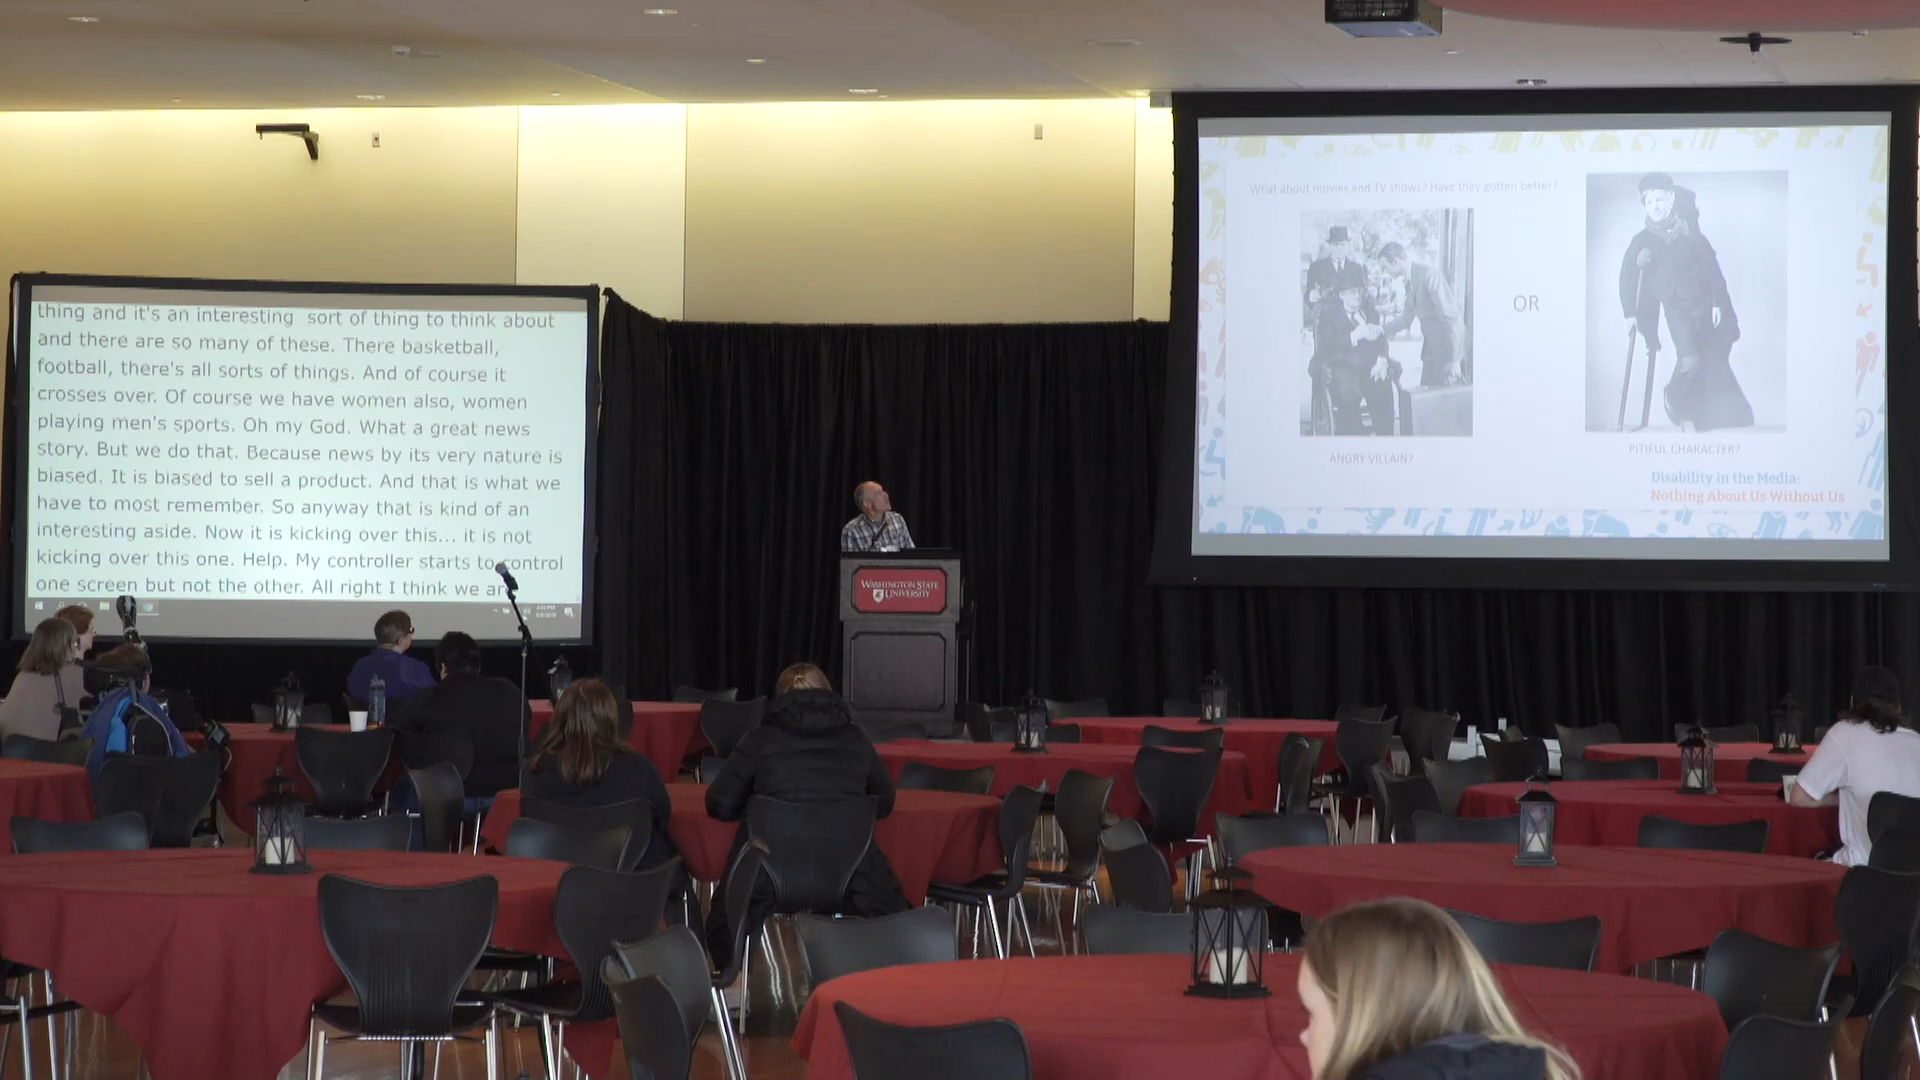 thing and it's an interesting sort of thing to think about
and there are so many of these. There basketball,
football, there's all sorts of things. And of course it
crosses over. Of course we have women also, women
playing men's sports. Oh my God. What a great news
story. But we do that. Because news by its very nature is
biased. It is biased to sell a product. And that is what we
have to most remember. So anyway that is kind of an
interesting aside. Now it is kicking over this... it is not
kicking over this one. Help. My controller starts to control
one screen but not the other. All right I think we are
WASHINGTON STATE
UNIVERSITY
What about movies and TV shows? Have they gotten better?
OR
ANGRY VILLAIN?
PITIFUL CHARACTER?
Disability in the Media:
Nothing About Us Without Us